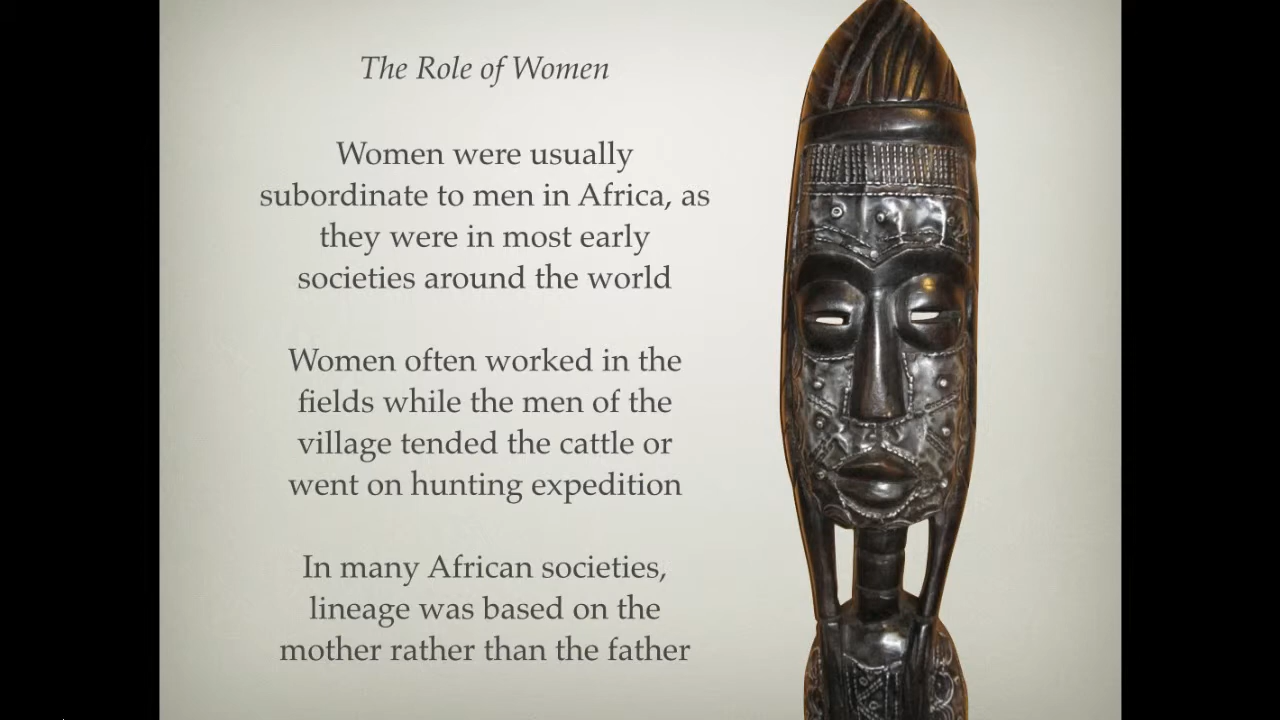 The Role of Women
Women were usually
subordinate to men in Africa, as
they were in most early
societies around the world
Women often worked in the
fields while the men of the
village tended the cattle or
went on hunting expedition
In many African societies,
lineage was based on the
mother rather than the father